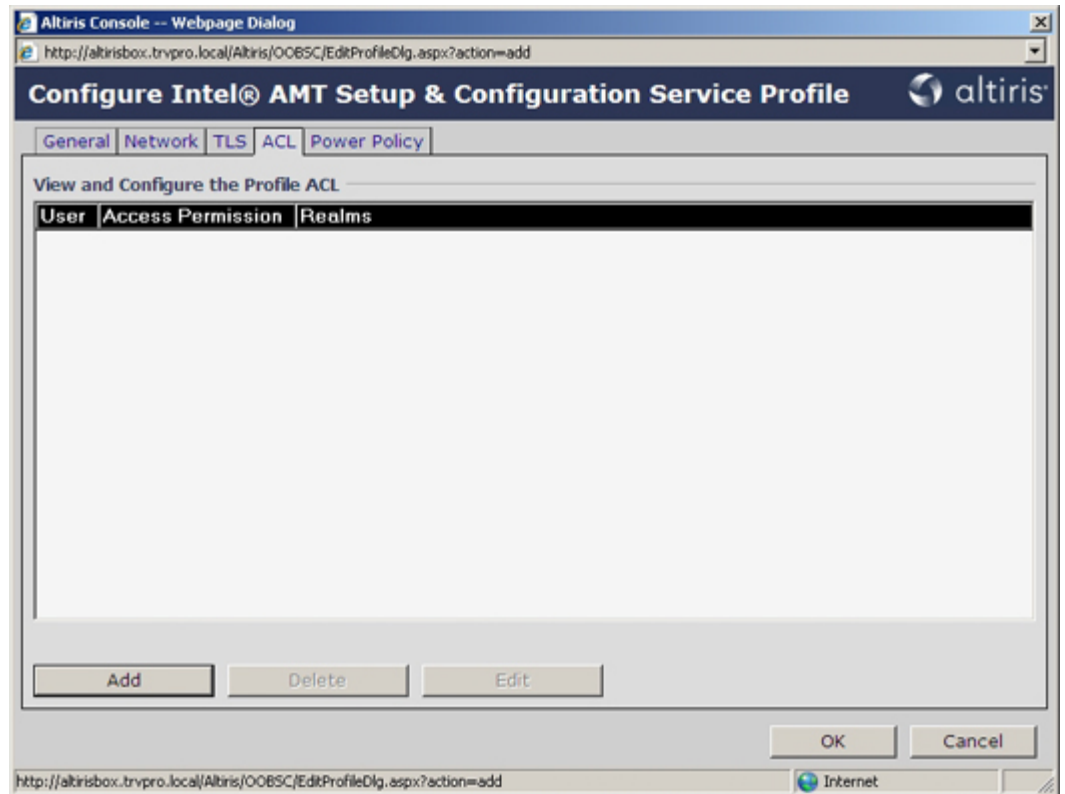 Altiris Console -- Webpage Dialog
http://altirisbox.trvpro.local/Altiris/OOBSC/EditProfileDlg.aspx?action=add
Configure Intel® AMT Setup & Configuration Service Profile altiris
General Network TLS ACL Power Policy
View and Configure the Profile ACL
User Access Permission Realms
Add Delete Edit
OK Cancel
http://altirisbox.trvpro.local/Altiris/OOBSC/EditProfileDlg.aspx?action=add Internet